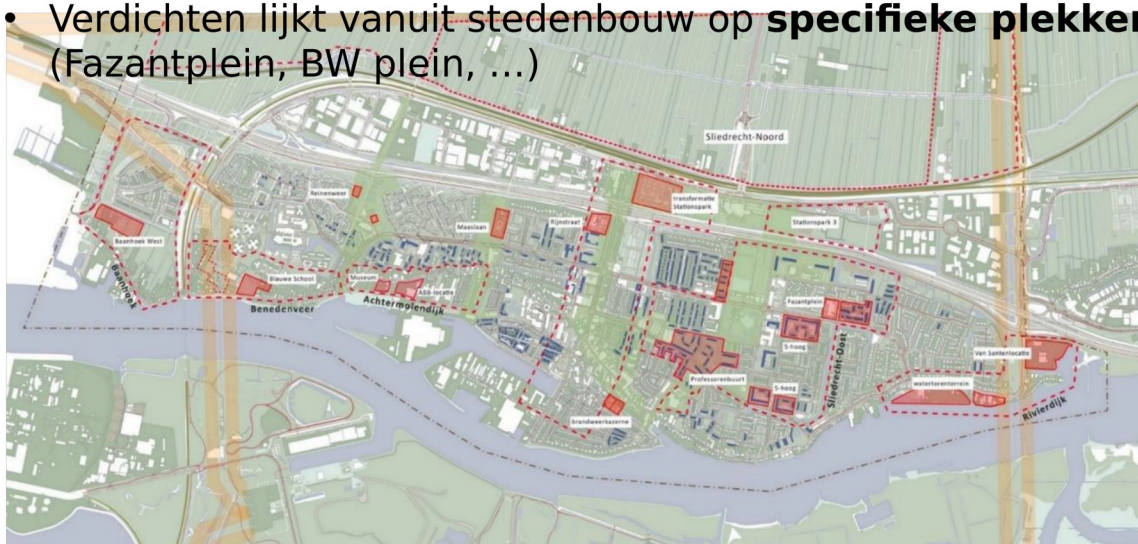 • Verdichten lijkt vanuit stedenbouw op specifieke plekken
(Fazantplein, BW plein, ...)
Sliedrecht-Noord
Reinenweer
transformatie
Stationspark
Maaslaan
Rijnstraat
Stationspark 3
Baanhoek West
Baanhoek
Blauwe School
Museum
ABB-locatie
Achtermolendijk
Benedenveer
Fazantplein
5-hoog
Sliedrecht-Oost
Van Santenlocatie
Professorenbuurt
5-hoog
watertorenterrein
Rivierdijk
brandweerkazerne